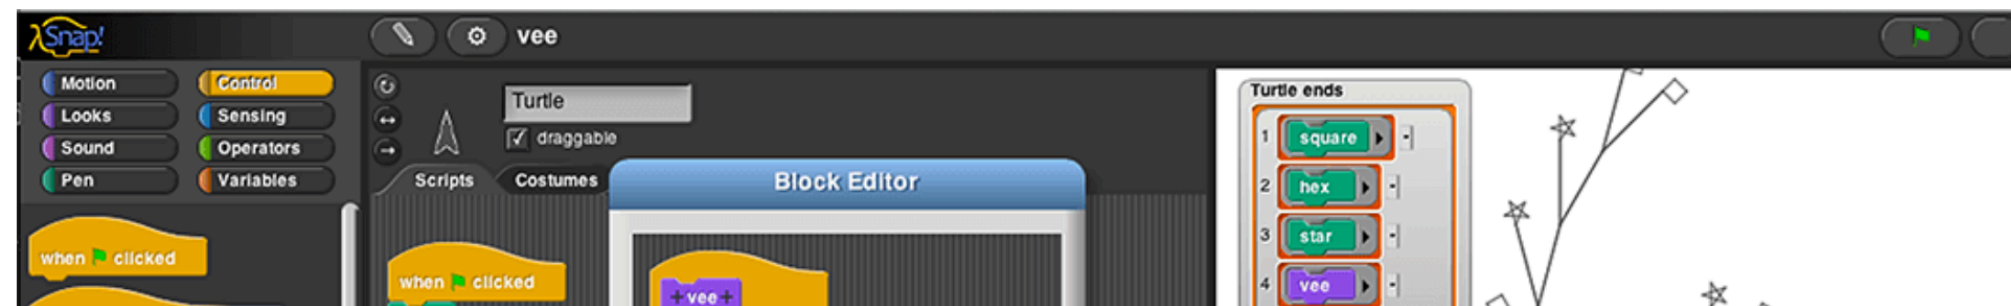 λSnap!
vee
Motion
Control
Looks
Sensing
Sound
Operators
Pen
Variables
when clicked
Turtle
draggable
Scripts
Costumes
when clicked
Block Editor
+vee+
Turtle ends
1 square
2 hex
3 star
4 vee